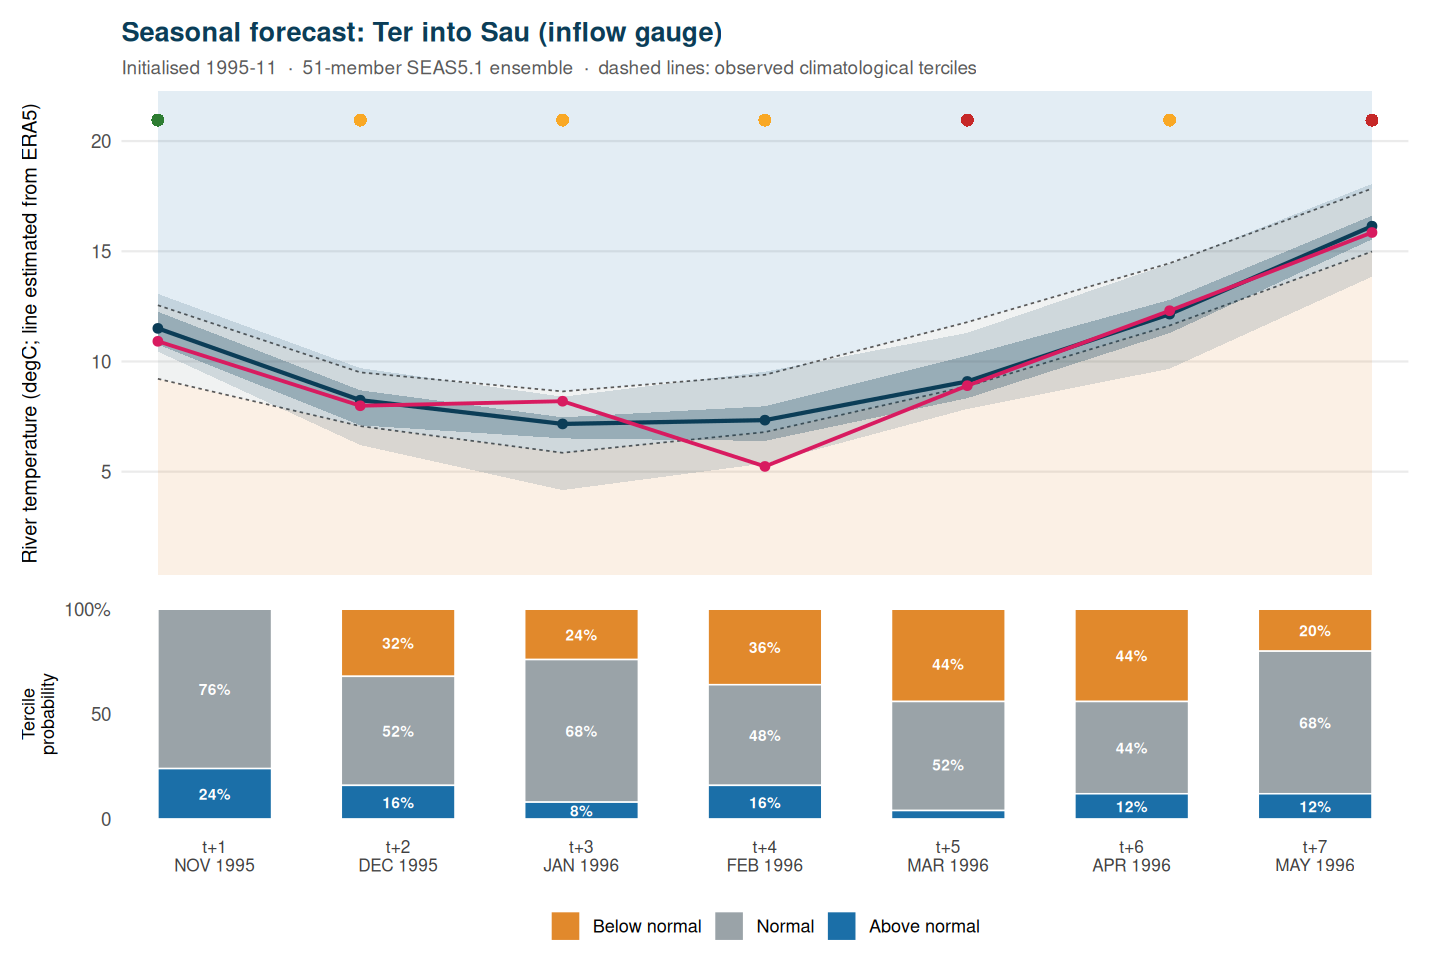 Seasonal forecast: Ter into Sau (inflow gauge)
Initialised 1995-11 · 51-member SEAS5.1 ensemble · dashed lines: observed climatological terciles
River temperature (degC; line estimated from ERA5)
20
15
10
5
Tercile
probability
100%
50
0
76%
24%
32%
52%
16%
24%
68%
8%
36%
48%
16%
44%
52%
44%
44%
12%
20%
68%
12%
t+1
NOV 1995
t+2
DEC 1995
t+3
JAN 1996
t+4
FEB 1996
t+5
MAR 1996
t+6
APR 1996
t+7
MAY 1996
Below normal
Normal
Above normal